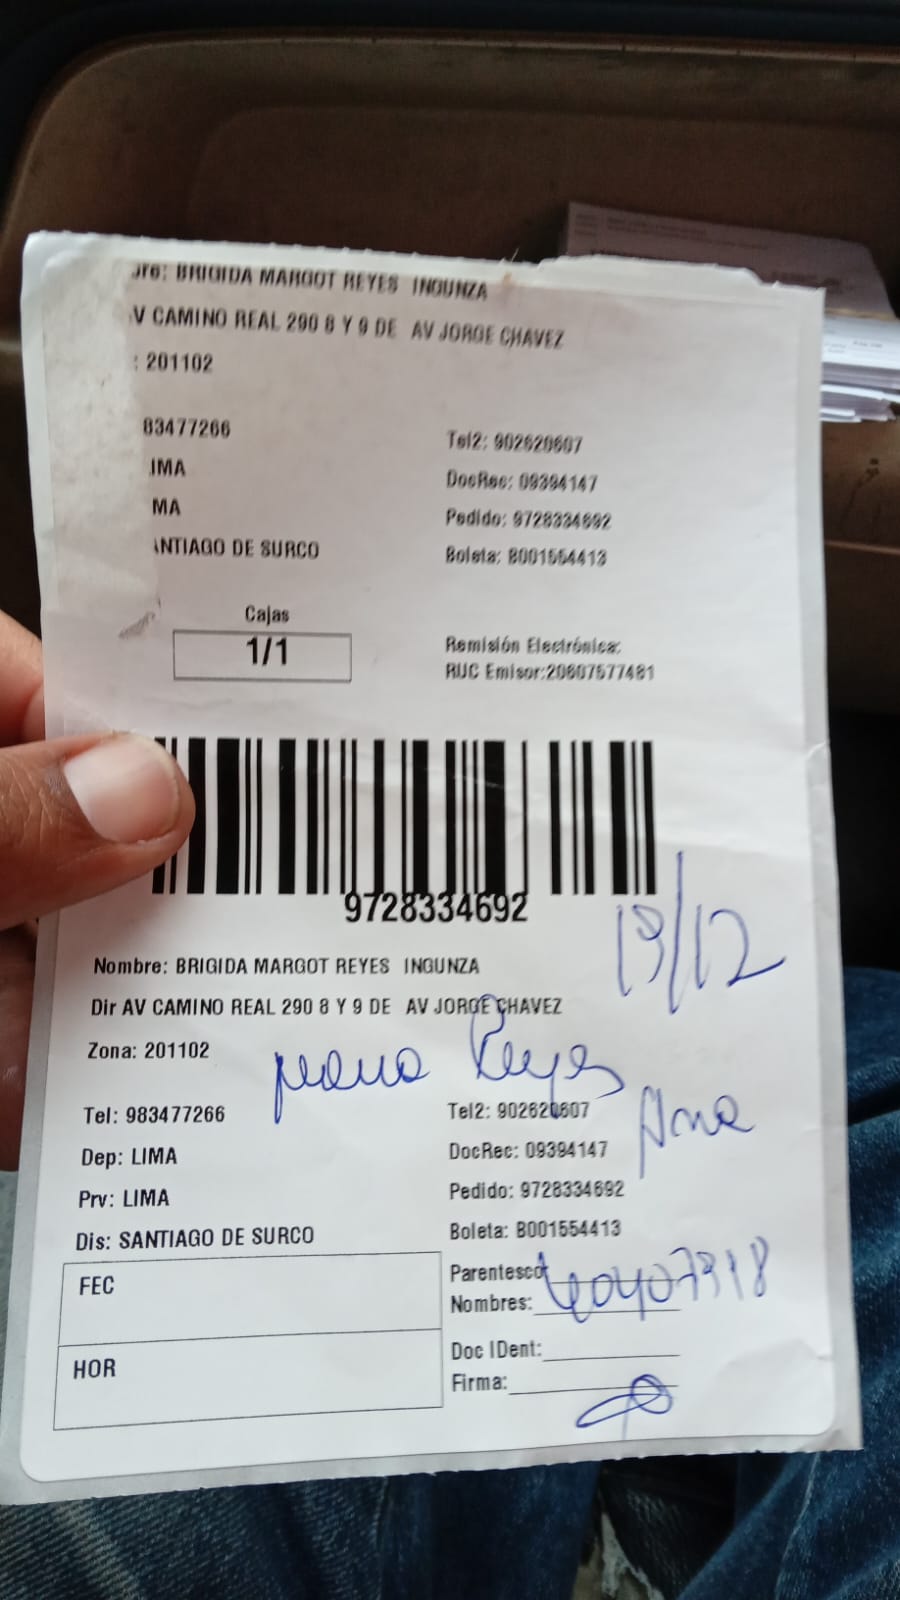 bre: BRIGIDA MARGOT REYES INGUNZA
V CAMINO REAL 290 8 Y 9 DE AV JORGE CHAVEZ
: 201102
83477266 Tel2: 902620607
IMA DocRec: 09394147
MA Pedido: 9728334692
ANTIAGO DE SURCO Boleta: B001554413
Cajas
1/1
Remisión Electrónica:
RUC Emisor:20607577481
9728334692
19/12
Nombre: BRIGIDA MARGOT REYES INGUNZA
Dir AV CAMINO REAL 290 8 Y 9 DE AV JORGE CHAVEZ
Zona: 201102
Reyes
Ana
Tel: 983477266 Tel2: 902620607
Dep: LIMA DocRec: 09394147
Prv: LIMA Pedido: 9728334692
Dis: SANTIAGO DE SURCO Boleta: B001554413
FEC
HOR
Parentesco
Nombres:
Doc IDent:
Firma: